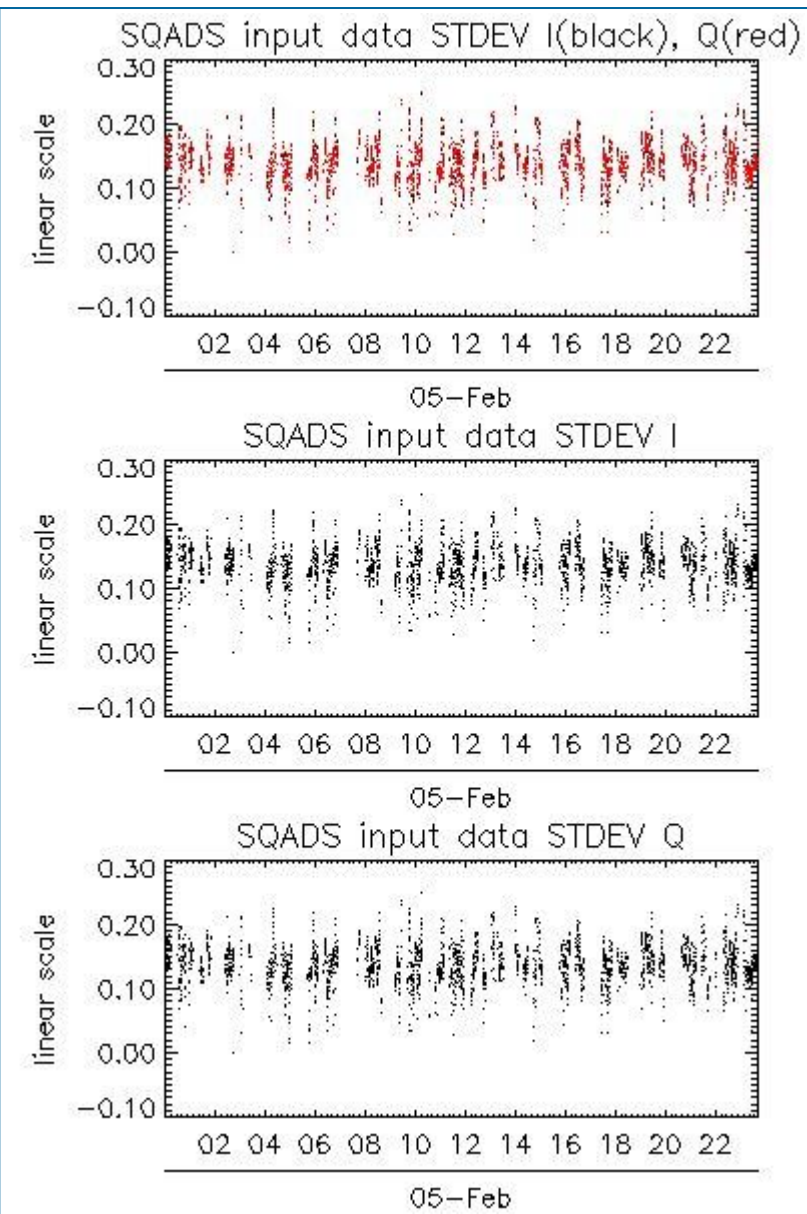 SQADS input data STDEV I(black), Q(red)
0.30
0.20
0.10
0.00
−0.10
linear scale
02 04 06 08 10 12 14 16 18 20 22
05−Feb
SQADS input data STDEV I
0.30
0.20
0.10
0.00
−0.10
linear scale
02 04 06 08 10 12 14 16 18 20 22
05−Feb
SQADS input data STDEV Q
0.30
0.20
0.10
0.00
−0.10
linear scale
02 04 06 08 10 12 14 16 18 20 22
05−Feb